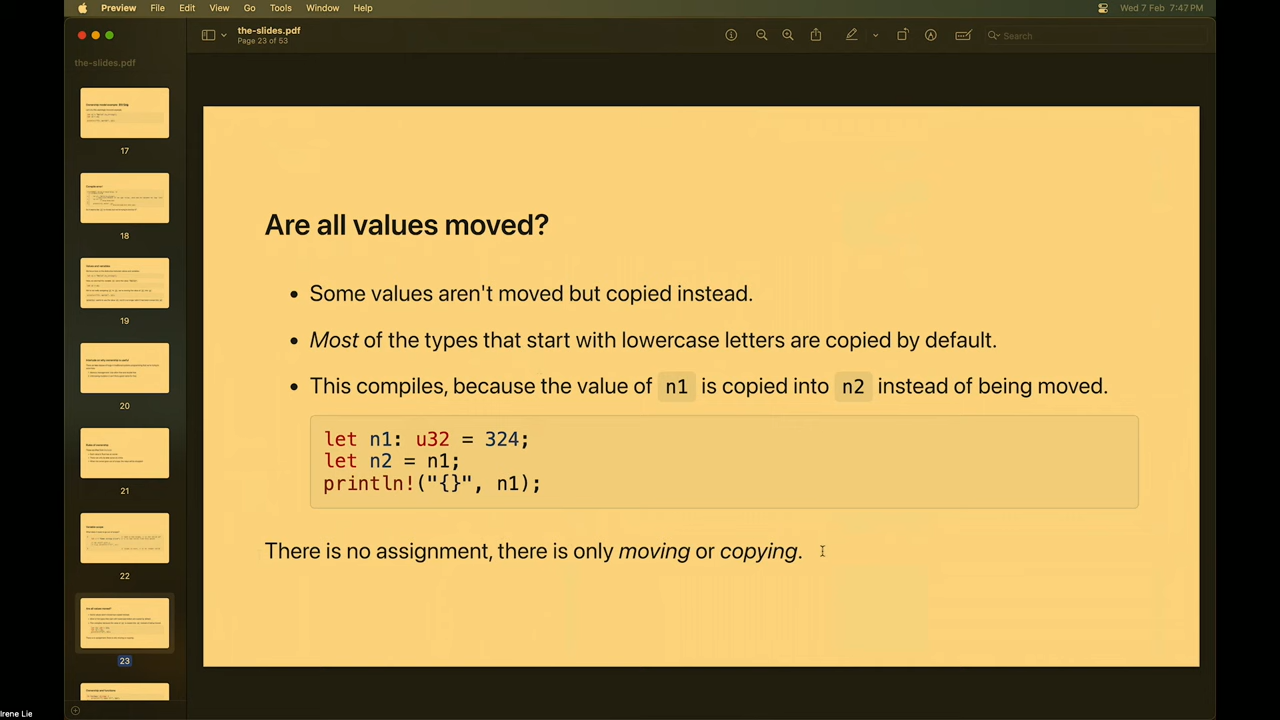 Preview File Edit View Go Tools Window Help Wed 7 Feb 7:47 PM
the-slides.pdf
Page 23 of 53
Search
the-slides.pdf
17
18
19
20
21
22
23
Are all values moved?
• Some values aren't moved but copied instead.
• Most of the types that start with lowercase letters are copied by default.
• This compiles, because the value of n1 is copied into n2 instead of being moved.
let n1: u32 = 324;
let n2 = n1;
println!("{}", n1);
There is no assignment, there is only moving or copying.
Irene Lie